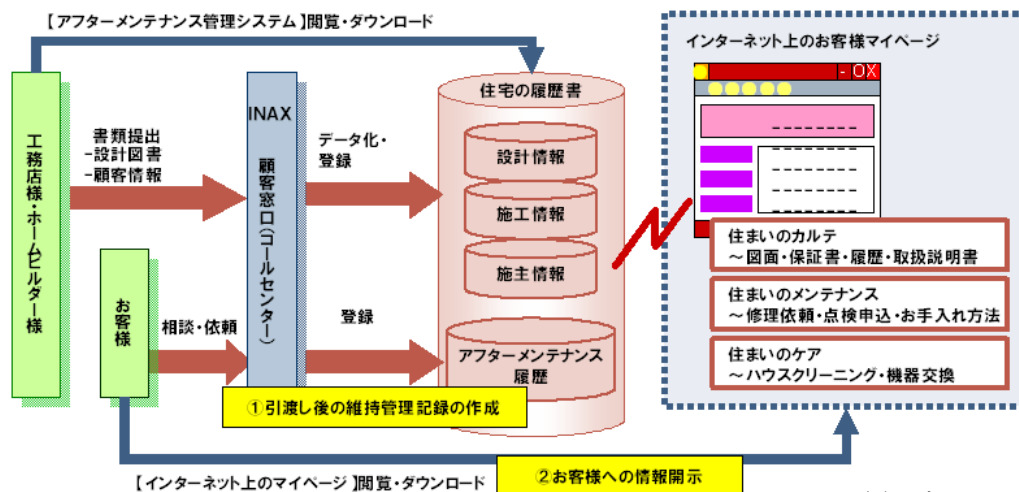 【アフターメンテナンス管理システム】閲覧・ダウンロード
工務店様・ホームビルダー様
書類提出
-設計図書
-顧客情報
お客様
相談・依頼
INAX
顧客窓口(コールセンター)
データ化・
登録
登録
住宅の履歴書
設計情報
施工情報
施主情報
アフターメンテナンス
履歴
①引渡し後の維持管理記録の作成
インターネット上のお客様マイページ
- OX
住まいのカルテ
～図面・保証書・履歴・取扱説明書
住まいのメンテナンス
～修理依頼・点検申込・お手入れ方法
住まいのケア
～ハウスクリーニング・機器交換
【インターネット上のマイページ】閲覧・ダウンロード
②お客様への情報開示